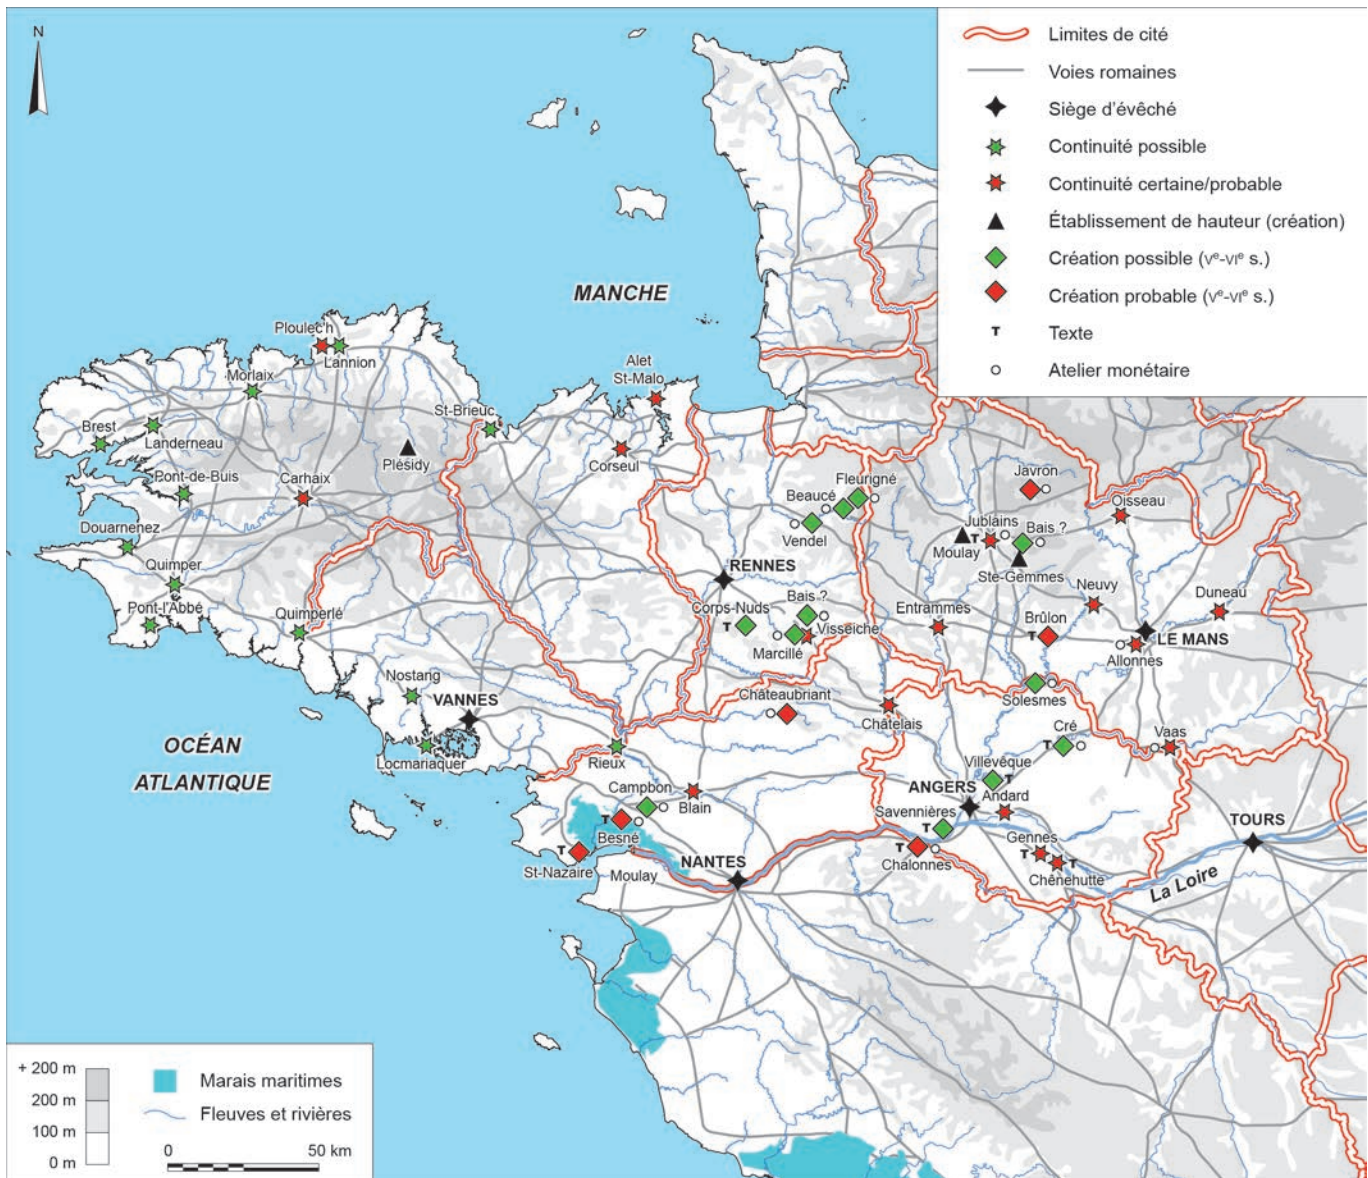 N
Limites de cité
Voies romaines
Siège d'évêché
Continuité possible
Continuité certaine/probable
Établissement de hauteur (création)
Création possible (Ve-VIe s.)
Création probable (Ve-VIe s.)
T Texte
Atelier monétaire
MANCHE
Ploulec'h
Lannion
Morlaix
Alet
St-Malo
St-Brieuc
Brest
Landerneau
Plésidy
Corseul
Pont-de-Buis
Carhaix
Fleurigné
Beaucé
Vendel
Javron
Oisseau
Jublains
T
Bais ?
Moulay
Ste-Gemmes
Douarnenez
Quimper
RENNES
Neuvy
Duneau
Pont-l'Abbé
Quimperlé
Corps-Nuds
T
Bais ?
Visseiche
Marcillé
Entrammes
Brûlon
T
LE MANS
Allonnes
Nostang
VANNES
Châteaubriant
Châtelais
Solesmes
OCÉAN
ATLANTIQUE
Locmariaquer
Rieux
Cré
T
Vaas
Villevêque
T
Campbon
Blain
ANGERS
Andard
Savennières
T
T
Besné
Gennes
T
TOURS
T
St-Nazaire
Moulay
NANTES
T
Chalonnes
T
Chênehutte
La Loire
+ 200 m
200 m
100 m
0 m
Marais maritimes
Fleuves et rivières
0 50 km